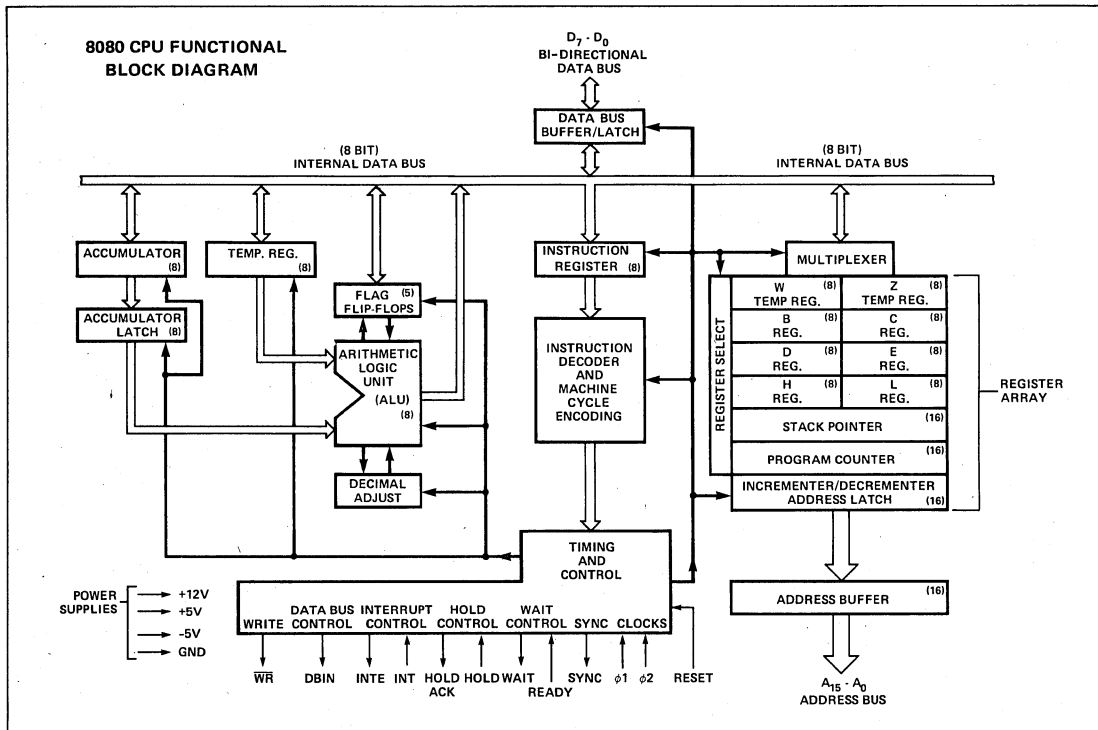 8080 CPU FUNCTIONAL
BLOCK DIAGRAM
D7 - D0
BI-DIRECTIONAL
DATA BUS
DATA BUS
BUFFER/LATCH
(8 BIT)
INTERNAL DATA BUS
(8 BIT)
INTERNAL DATA BUS
ACCUMULATOR
(8)
TEMP. REG.
(8)
INSTRUCTION
REGISTER (8)
MULTIPLEXER
ACCUMULATOR
LATCH (8)
FLAG (5)
FLIP-FLOPS
ARITHMETIC
LOGIC
UNIT
(ALU)
(8)
DECIMAL
ADJUST
INSTRUCTION
DECODER
AND
MACHINE
CYCLE
ENCODING
REGISTER SELECT
W (8)
TEMP REG.
Z (8)
TEMP REG.
B (8)
REG.
C (8)
REG.
D (8)
REG.
E (8)
REG.
H (8)
REG.
L (8)
REG.
STACK POINTER (16)
PROGRAM COUNTER (16)
INCREMENTER/DECREMENTER
ADDRESS LATCH (16)
REGISTER
ARRAY
TIMING
AND
CONTROL
WRITE
DATA BUS
CONTROL
INTERRUPT
CONTROL
HOLD
CONTROL
WAIT
CONTROL
SYNC
CLOCKS
ADDRESS BUFFER (16)
POWER
SUPPLIES
+12V
+5V
-5V
GND
W̅R̅
DBIN
INTE
INT
HOLD
ACK
HOLD
WAIT
READY
SYNC
ϕ1
ϕ2
RESET
A15 - A0
ADDRESS BUS